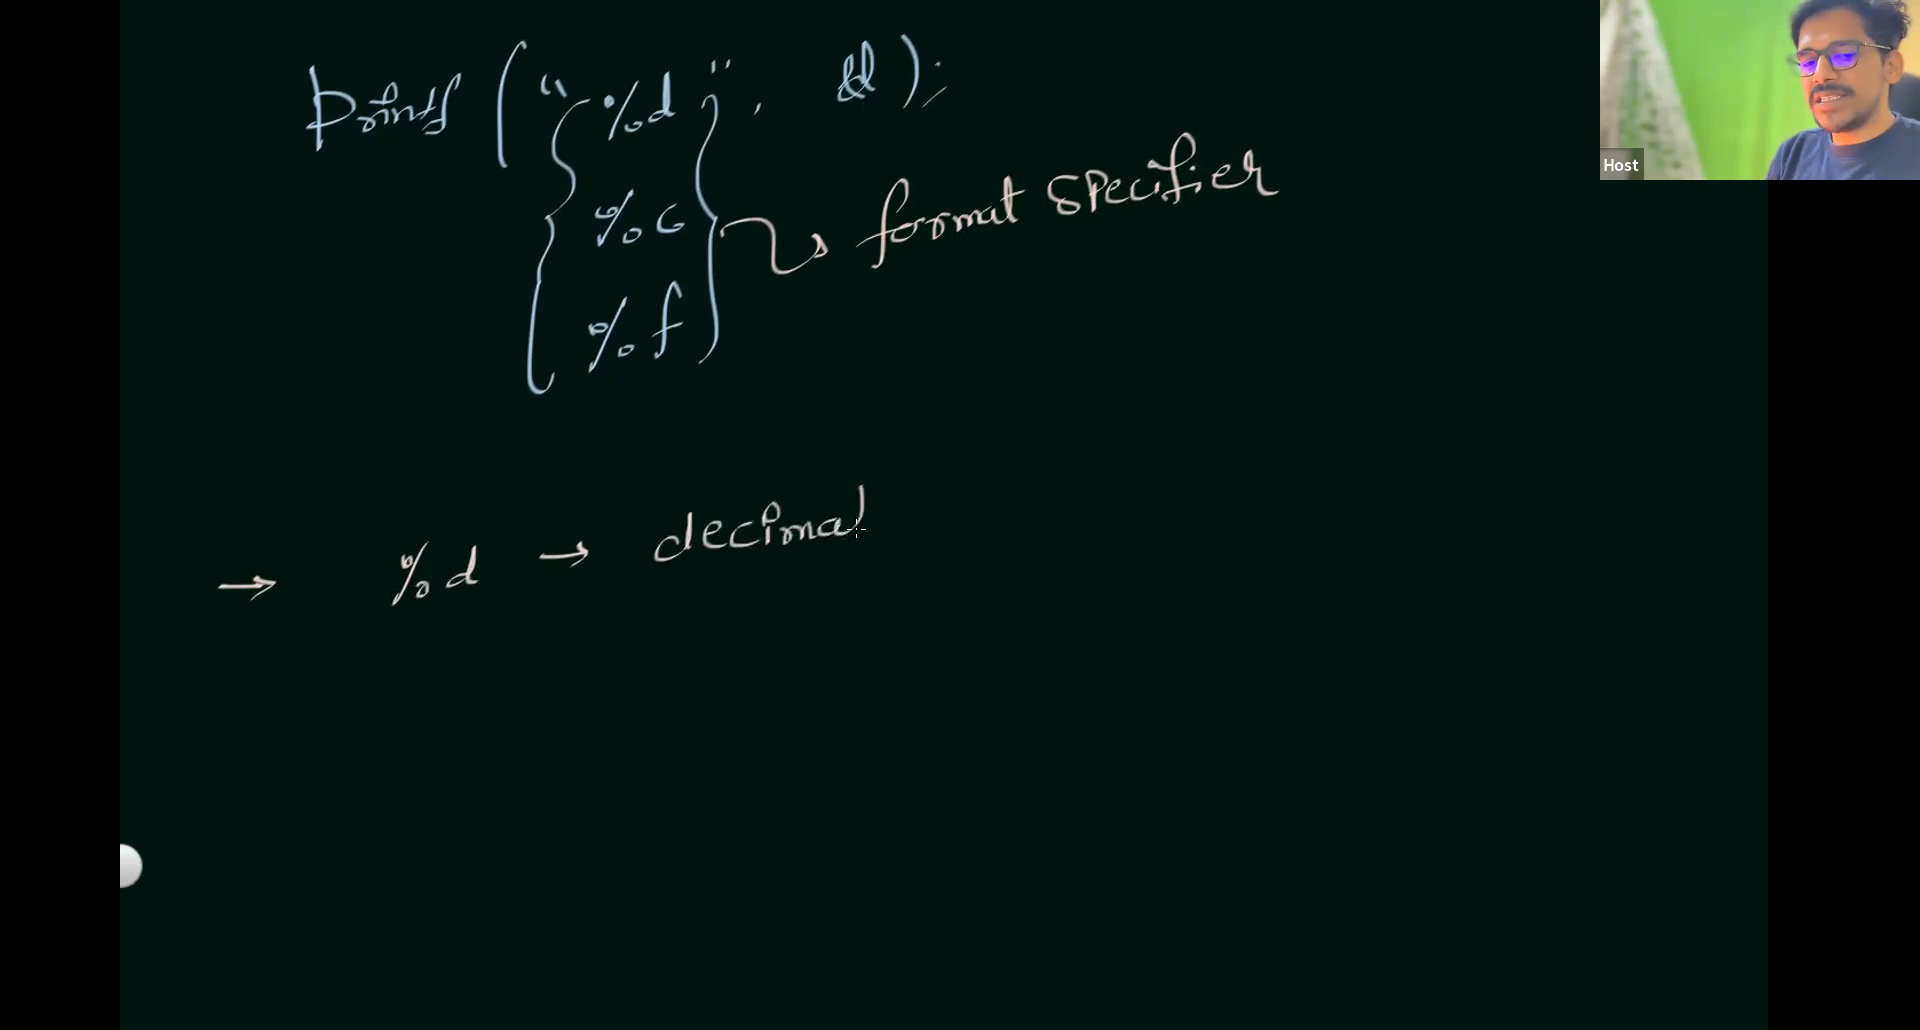 printf ( " %d " , ) ;
%c
%f
format specifier
→ %d → decimal
Host